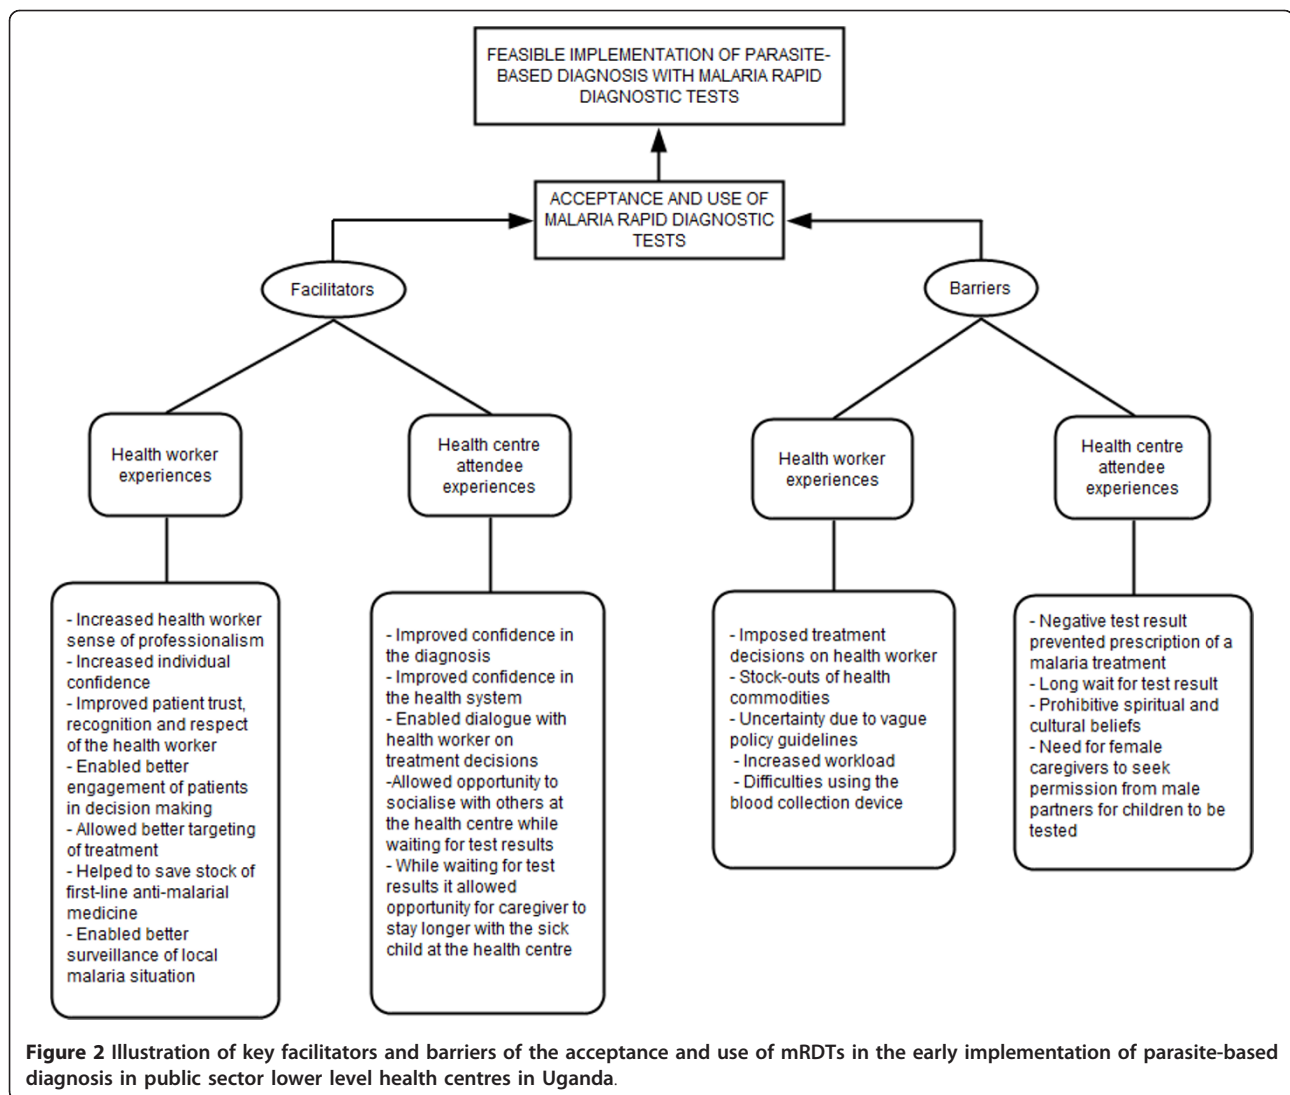 FEASIBLE IMPLEMENTATION OF PARASITE-
BASED DIAGNOSIS WITH MALARIA RAPID
DIAGNOSTIC TESTS
ACCEPTANCE AND USE OF
MALARIA RAPID DIAGNOSTIC
TESTS
Facilitators
Barriers
Health worker
experiences
Health centre
attendee
experiences
Health worker
experiences
Health centre
attendee
experiences
- Increased health worker
sense of professionalism
- Increased individual
confidence
- Improved patient trust,
recognition and respect
of the health worker
- Enabled better
engagement of patients
in decision making
- Allowed better targeting
of treatment
- Helped to save stock of
first-line anti-malarial
medicine
- Enabled better
surveillance of local
malaria situation
- Improved confidence in
the diagnosis
- Improved confidence in
the health system
- Enabled dialogue with
health worker on
treatment decisions
-Allowed opportunity to
socialise with others at
the health centre while
waiting for test results
- While waiting for test
results it allowed
opportunity for caregiver to
stay longer with the sick
child at the health centre
- Imposed treatment
decisions on health worker
- Stock-outs of health
commodities
- Uncertainty due to vague
policy guidelines
- Increased workload
- Difficulties using the
blood collection device
- Negative test result
prevented prescription of a
malaria treatment
- Long wait for test result
- Prohibitive spiritual and
cultural beliefs
- Need for female
caregivers to seek
permission from male
partners for children to be
tested
Figure 2 Illustration of key facilitators and barriers of the acceptance and use of mRDTs in the early implementation of parasite-based
diagnosis in public sector lower level health centres in Uganda.